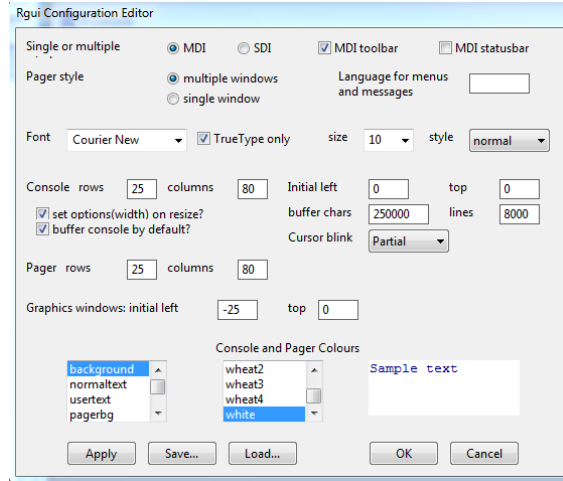 Rgui Configuration Editor
Single or multiple MDI SDI MDI toolbar MDI statusbar
Pager style multiple windows Language for menus
and messages
single window
Font Courier New TrueType only size 10 style normal
Console rows 25 columns 80 Initial left 0 top 0
set options(width) on resize? buffer chars 250000 lines 8000
buffer console by default? Cursor blink Partial
Pager rows 25 columns 80
Graphics windows: initial left -25 top 0
Console and Pager Colours
background wheat2 Sample text
normaltext wheat3
usertext wheat4
pagerbg white
Apply Save... Load... OK Cancel